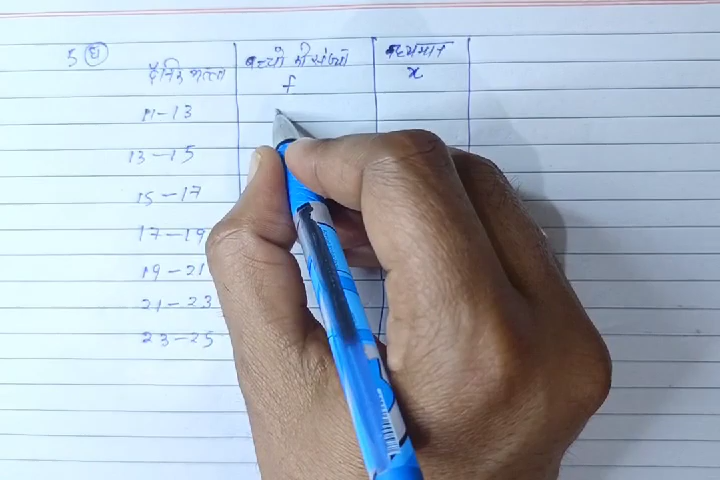 5 (घ)
दैनिक भत्ता बच्चों की संख्या मध्यमान
f x
11-13
13-15
15-17
17-19
19-21
21-23
23-25